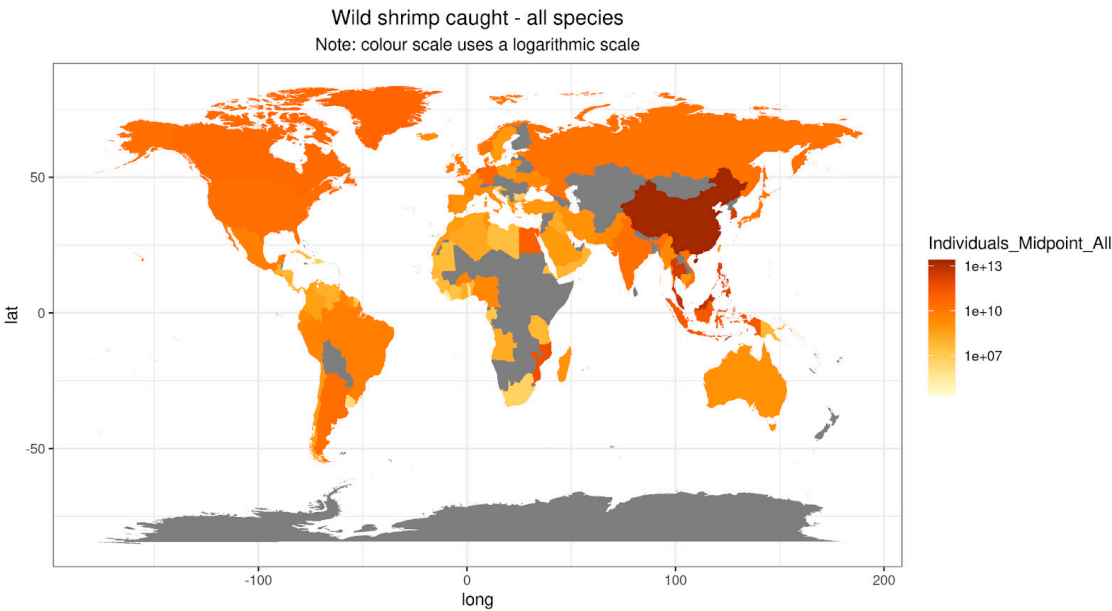 Wild shrimp caught - all species
Note: colour scale uses a logarithmic scale
lat
50
0
-50
-100
0
100
200
long
Individuals_Midpoint_All
1e+13
1e+10
1e+07